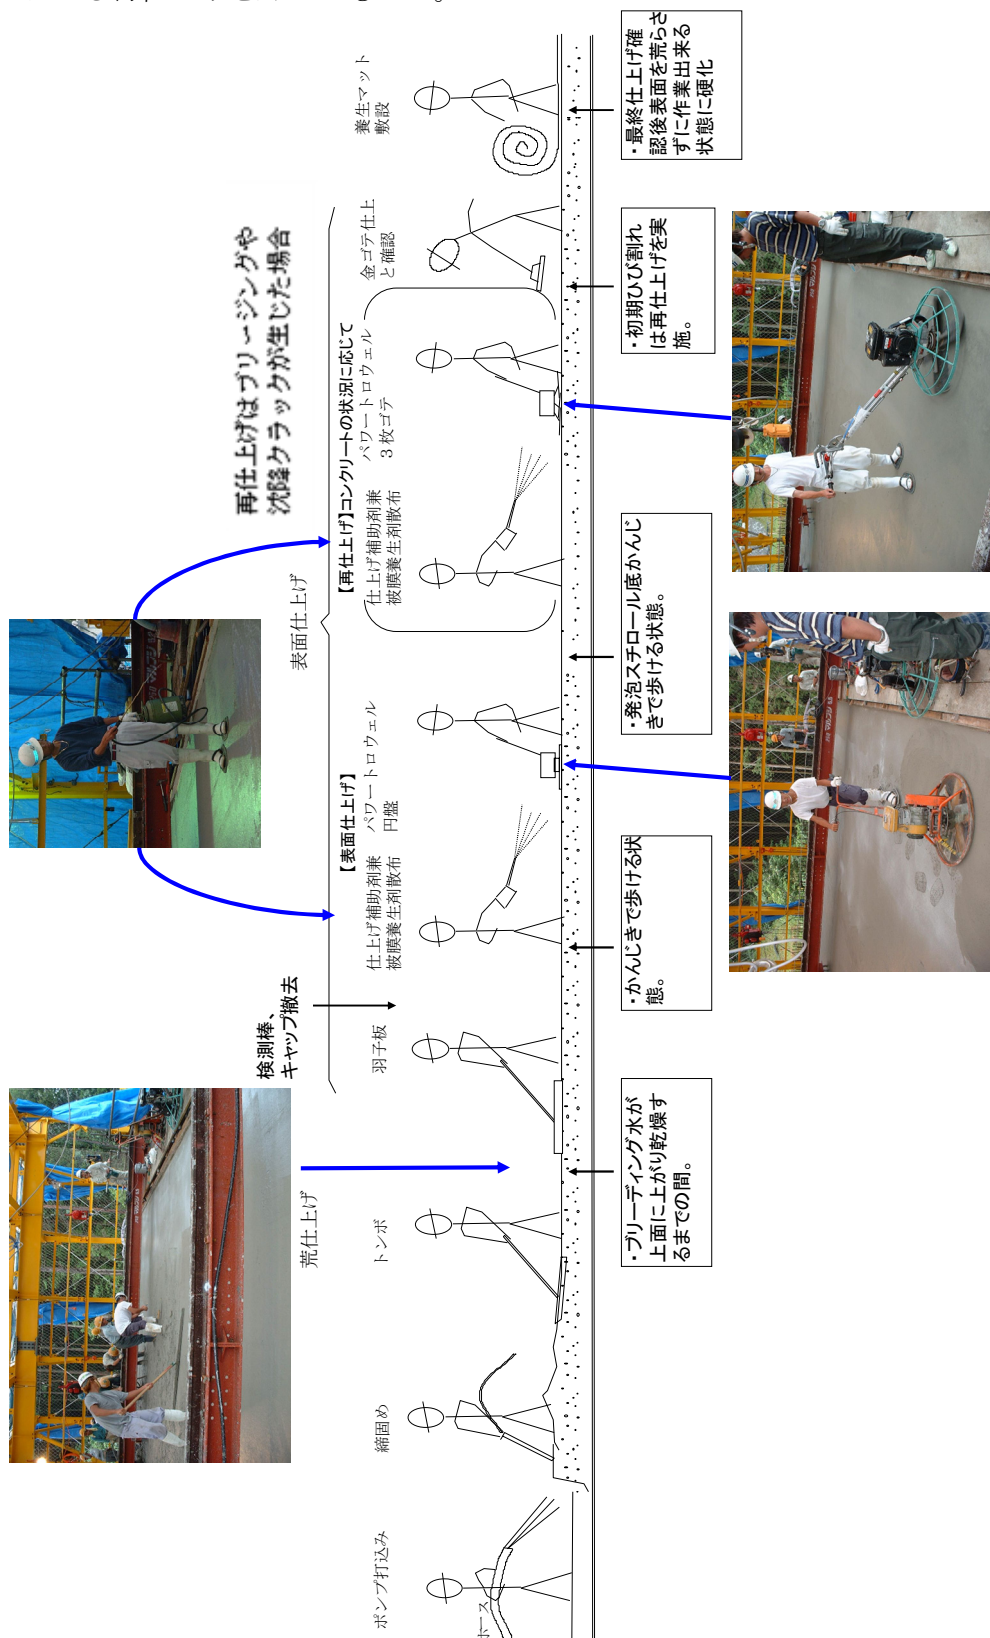 再仕上げはブリージングや
沈降クラックが生じた場合
表面仕上げ
荒仕上げ
検測棒、
キャップ撤去
【表面仕上げ】
【再仕上げ】コンクリートの状況に応じて
ポンプ打込み
ホース
締固め
トンボ
羽子板
仕上げ補助剤兼
被膜養生剤散布
パワートロウェル
円盤
仕上げ補助剤兼
被膜養生剤散布
パワートロウェル
３枚ゴテ
金ゴテ仕上
と確認
養生マット
敷設
・ブリーディング水が
上面に上がり乾燥す
るまでの間。
・かんじきで歩ける状
態。
・発泡スチロール底かんじ
きで歩ける状態。
・初期ひび割れ
は再仕上げを実
施。
・最終仕上げ確
認後表面を荒らさ
ずに作業出来る
状態に硬化